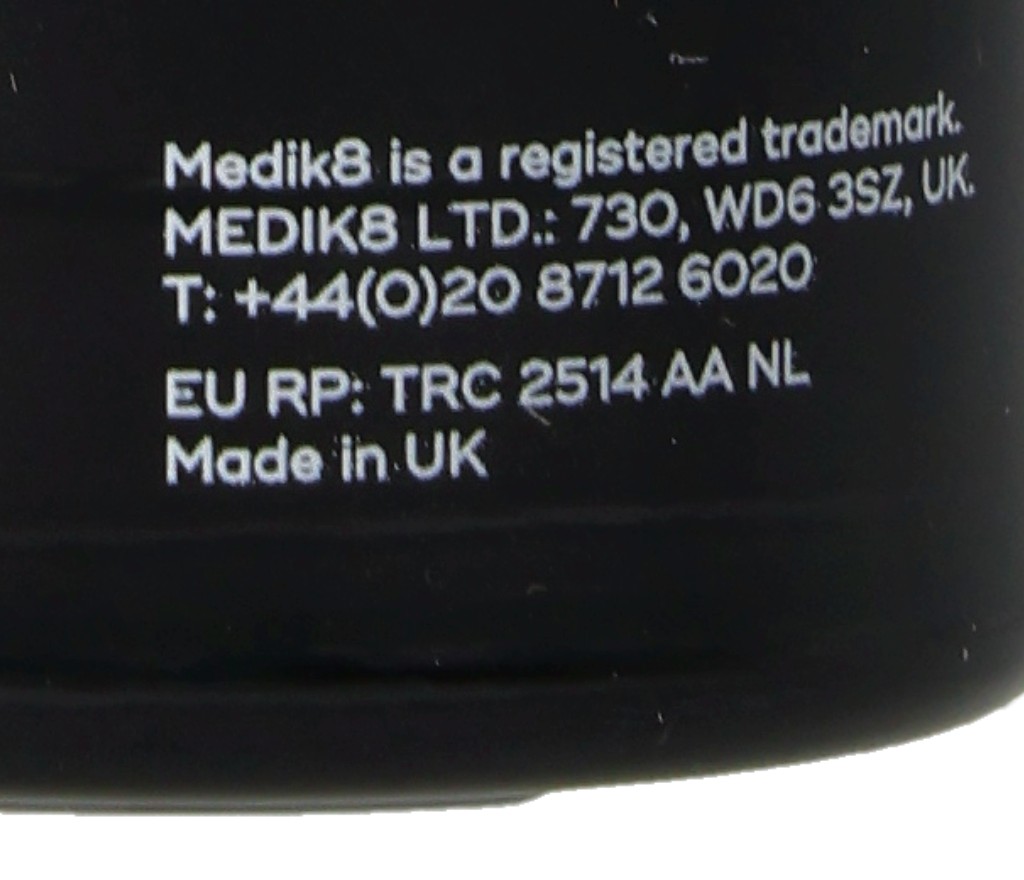 Medik8 is a registered trademark.
MEDIK8 LTD.: 730, WD6 3SZ, UK.
T: +44(0)20 8712 6020
EU RP: TRC 2514 AA NL
Made in UK